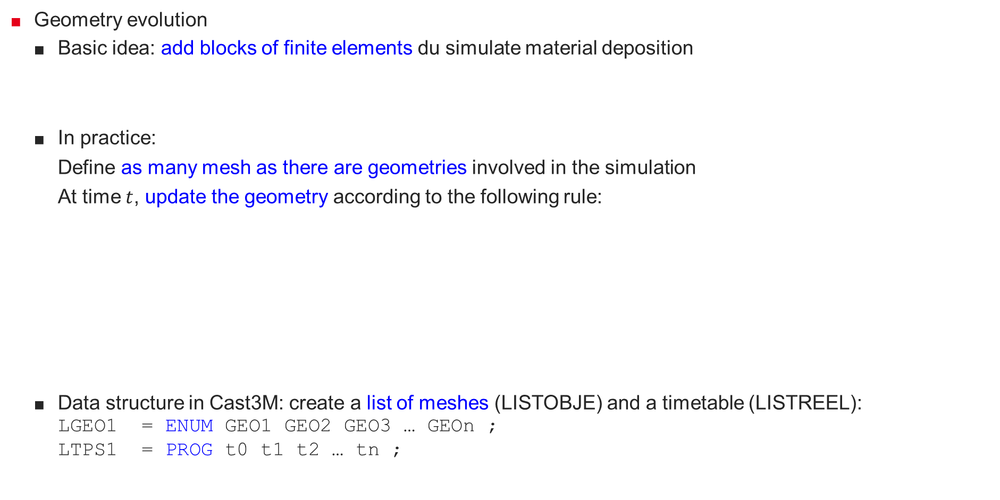 Geometry evolution
Basic idea: add blocks of finite elements du simulate material deposition
In practice:
Define as many mesh as there are geometries involved in the simulation
At time t, update the geometry according to the following rule:
Data structure in Cast3M: create a list of meshes (LISTOBJE) and a timetable (LISTREEL):
LGEO1 = ENUM GEO1 GEO2 GEO3 … GEOn ;
LTPS1 = PROG t0 t1 t2 … tn ;